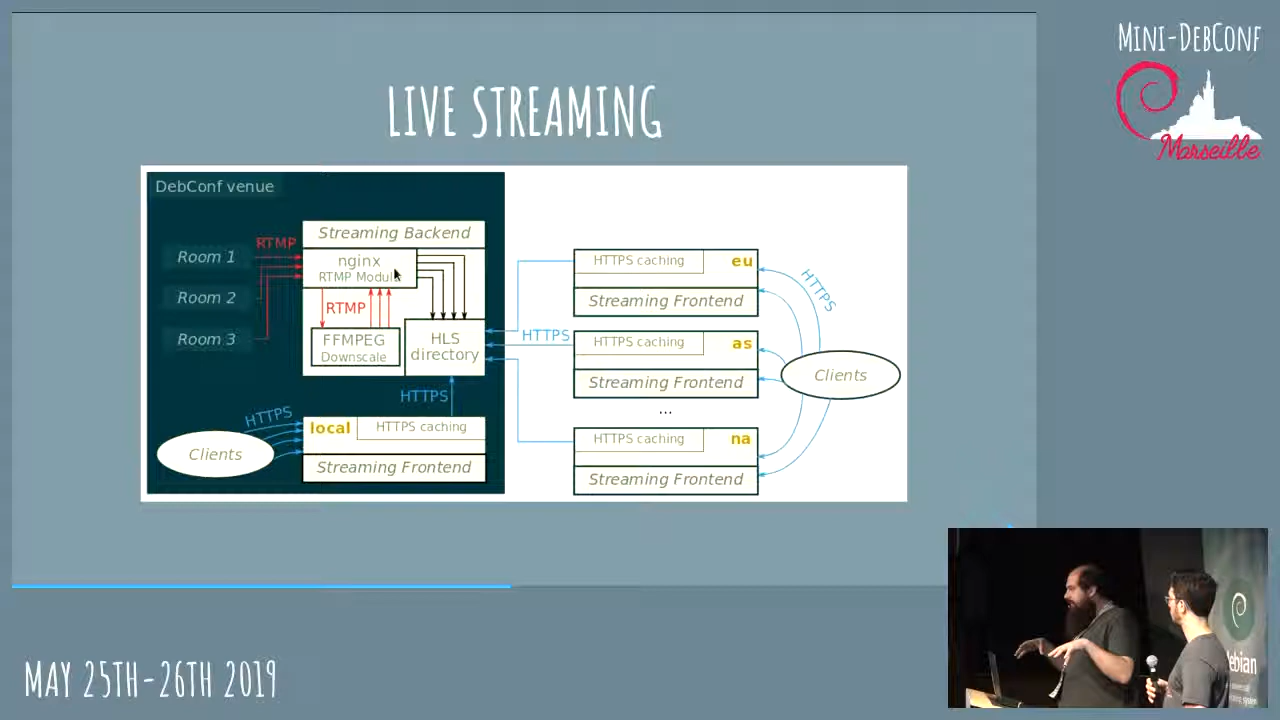 MINI-DEBCONF
Marseille
LIVE STREAMING
DebConf venue
Streaming Backend
RTMP
Room 1
nginx
RTMP Module
Room 2
RTMP
Room 3
FFMPEG
Downscale
HLS
directory
HTTPS
HTTPS
local
HTTPS caching
Clients
Streaming Frontend
HTTPS caching
eu
Streaming Frontend
HTTPS
HTTPS
HTTPS caching
as
Streaming Frontend
Clients
...
HTTPS caching
na
Streaming Frontend
debian
MAY 25TH-26TH 2019